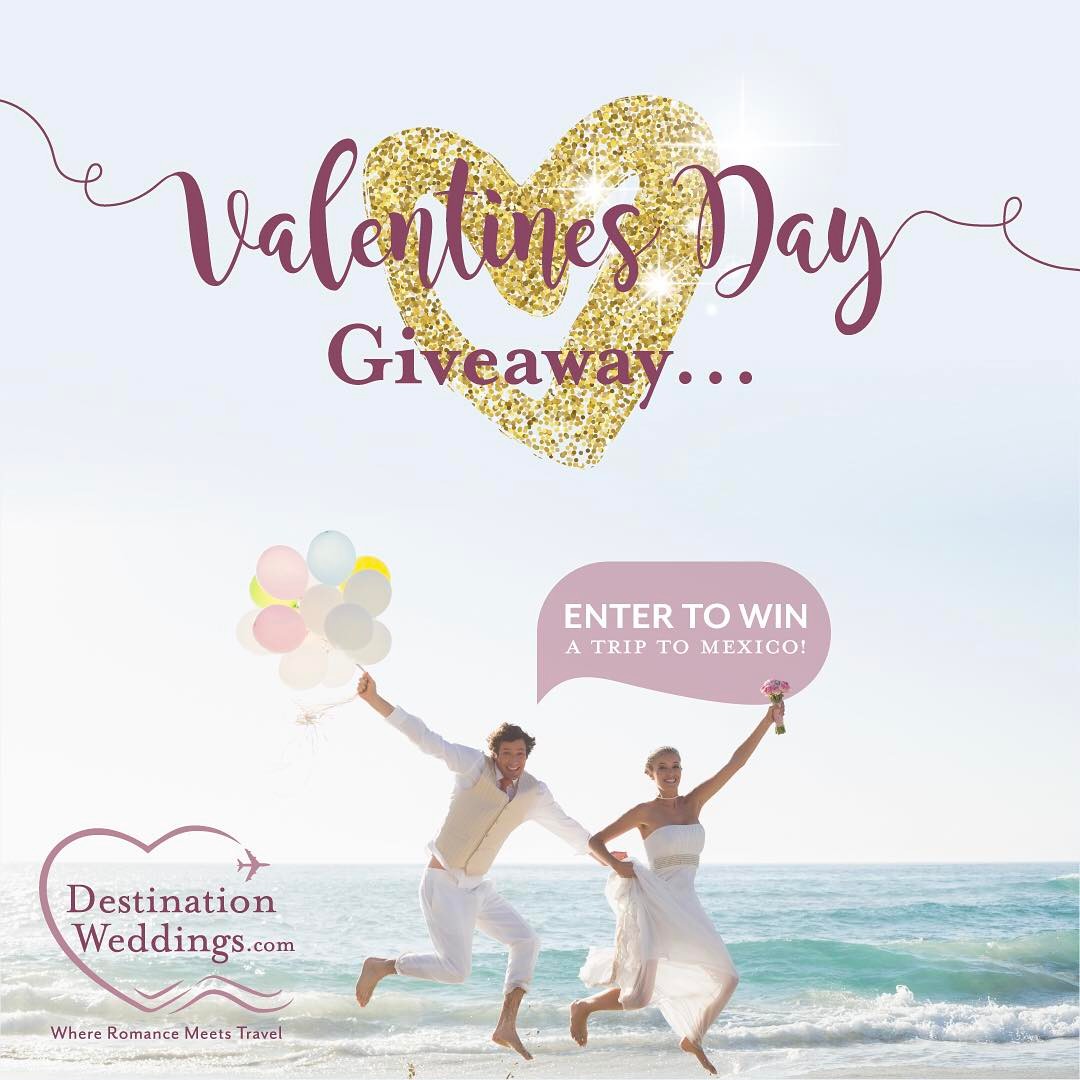 Valentines Day
Giveaway...
ENTER TO WIN
A TRIP TO MEXICO!
Destination
Weddings.com
Where Romance Meets Travel